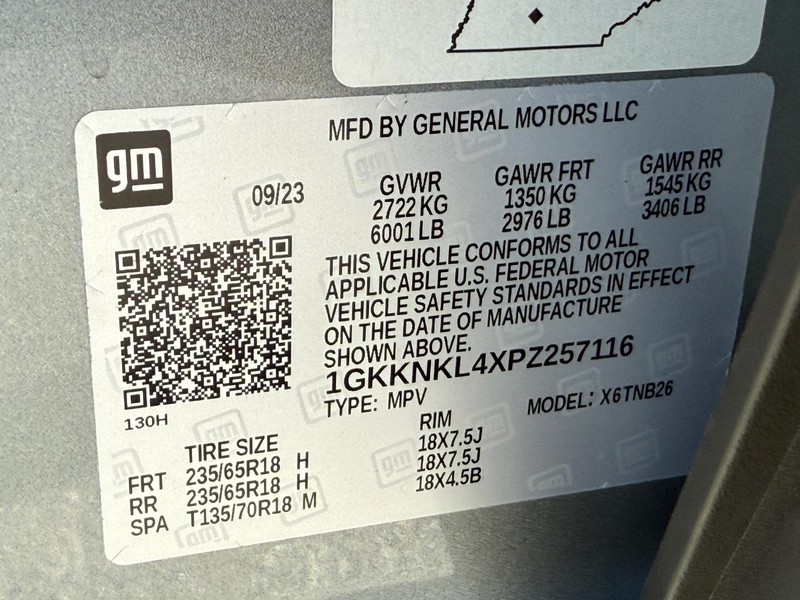 gm
MFD BY GENERAL MOTORS LLC
09/23
GVWR GAWR FRT GAWR RR
2722 KG 1350 KG 1545 KG
6001 LB 2976 LB 3406 LB
THIS VEHICLE CONFORMS TO ALL
APPLICABLE U.S. FEDERAL MOTOR
VEHICLE SAFETY STANDARDS IN EFFECT
ON THE DATE OF MANUFACTURE
SHOWN ABOVE.
1GKKNKL4XPZ257116
TYPE: MPV MODEL: X6TNB26
130H
TIRE SIZE RIM
FRT 235/65R18 H 18X7.5J
RR 235/65R18 H 18X7.5J
SPA T135/70R18 M 18X4.5B